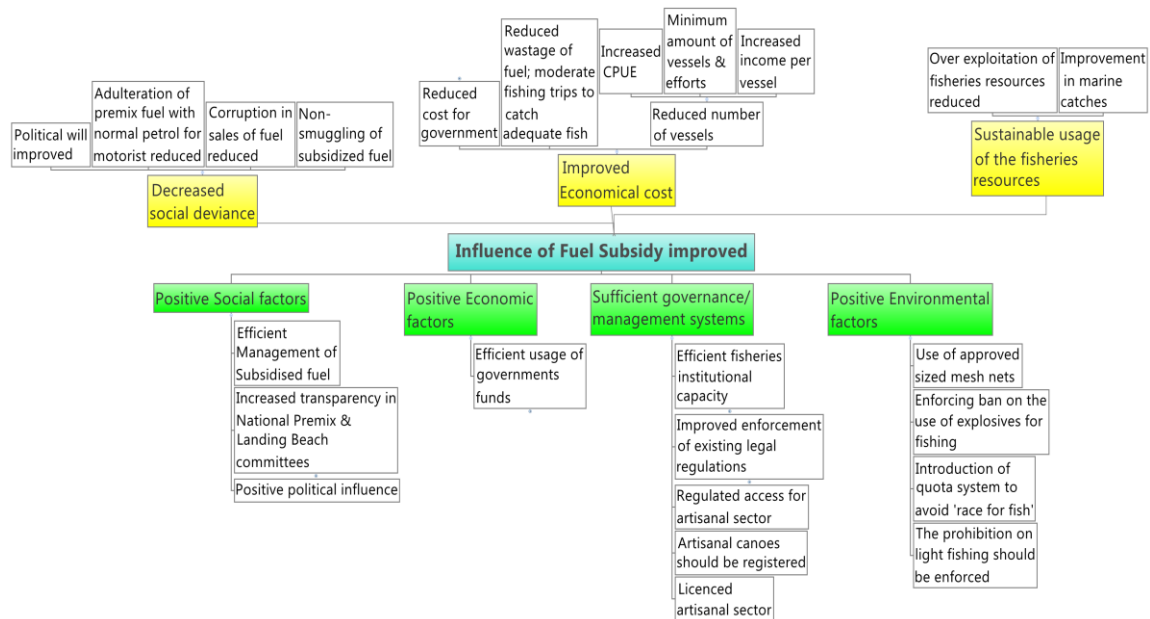 Political will
improved
Adulteration of
premix fuel with
normal petrol for
motorist reduced
Corruption in
sales of fuel
reduced
Non-
smuggling of
subsidized fuel
Decreased
social deviance
Reduced
cost for
government
Reduced
wastage of
fuel; moderate
fishing trips to
catch
adequate fish
Increased
CPUE
Minimum
amount of
vessels &
efforts
Increased
income per
vessel
Reduced number
of vessels
Improved
Economical cost
Over exploitation of
fisheries resources
reduced
Improvement
in marine
catches
Sustainable usage
of the fisheries
resources
Influence of Fuel Subsidy improved
Positive Social factors
Efficient
Management of
Subsidised fuel
Increased transparency in
National Premix &
Landing Beach
committees
Positive political influence
Positive Economic
factors
Efficient usage of
governments
funds
Sufficient governance/
management systems
Efficient fisheries
institutional
capacity
Improved enforcement
of existing legal
regulations
Regulated access for
artisanal sector
Artisanal canoes
should be registered
Licenced
artisanal sector
Positive Environmental
factors
Use of approved
sized mesh nets
Enforcing ban on the
use of explosives for
fishing
Introduction of
quota system to
avoid 'race for fish'
The prohibition on
light fishing should
be enforced